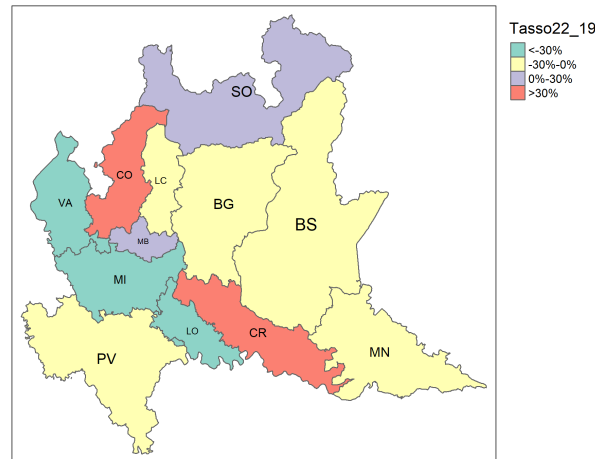 Tasso22_19
<-30%
-30%-0%
0%-30%
>30%
SO
CO
LC
VA
BG
BS
MB
MI
LO
CR
MN
PV